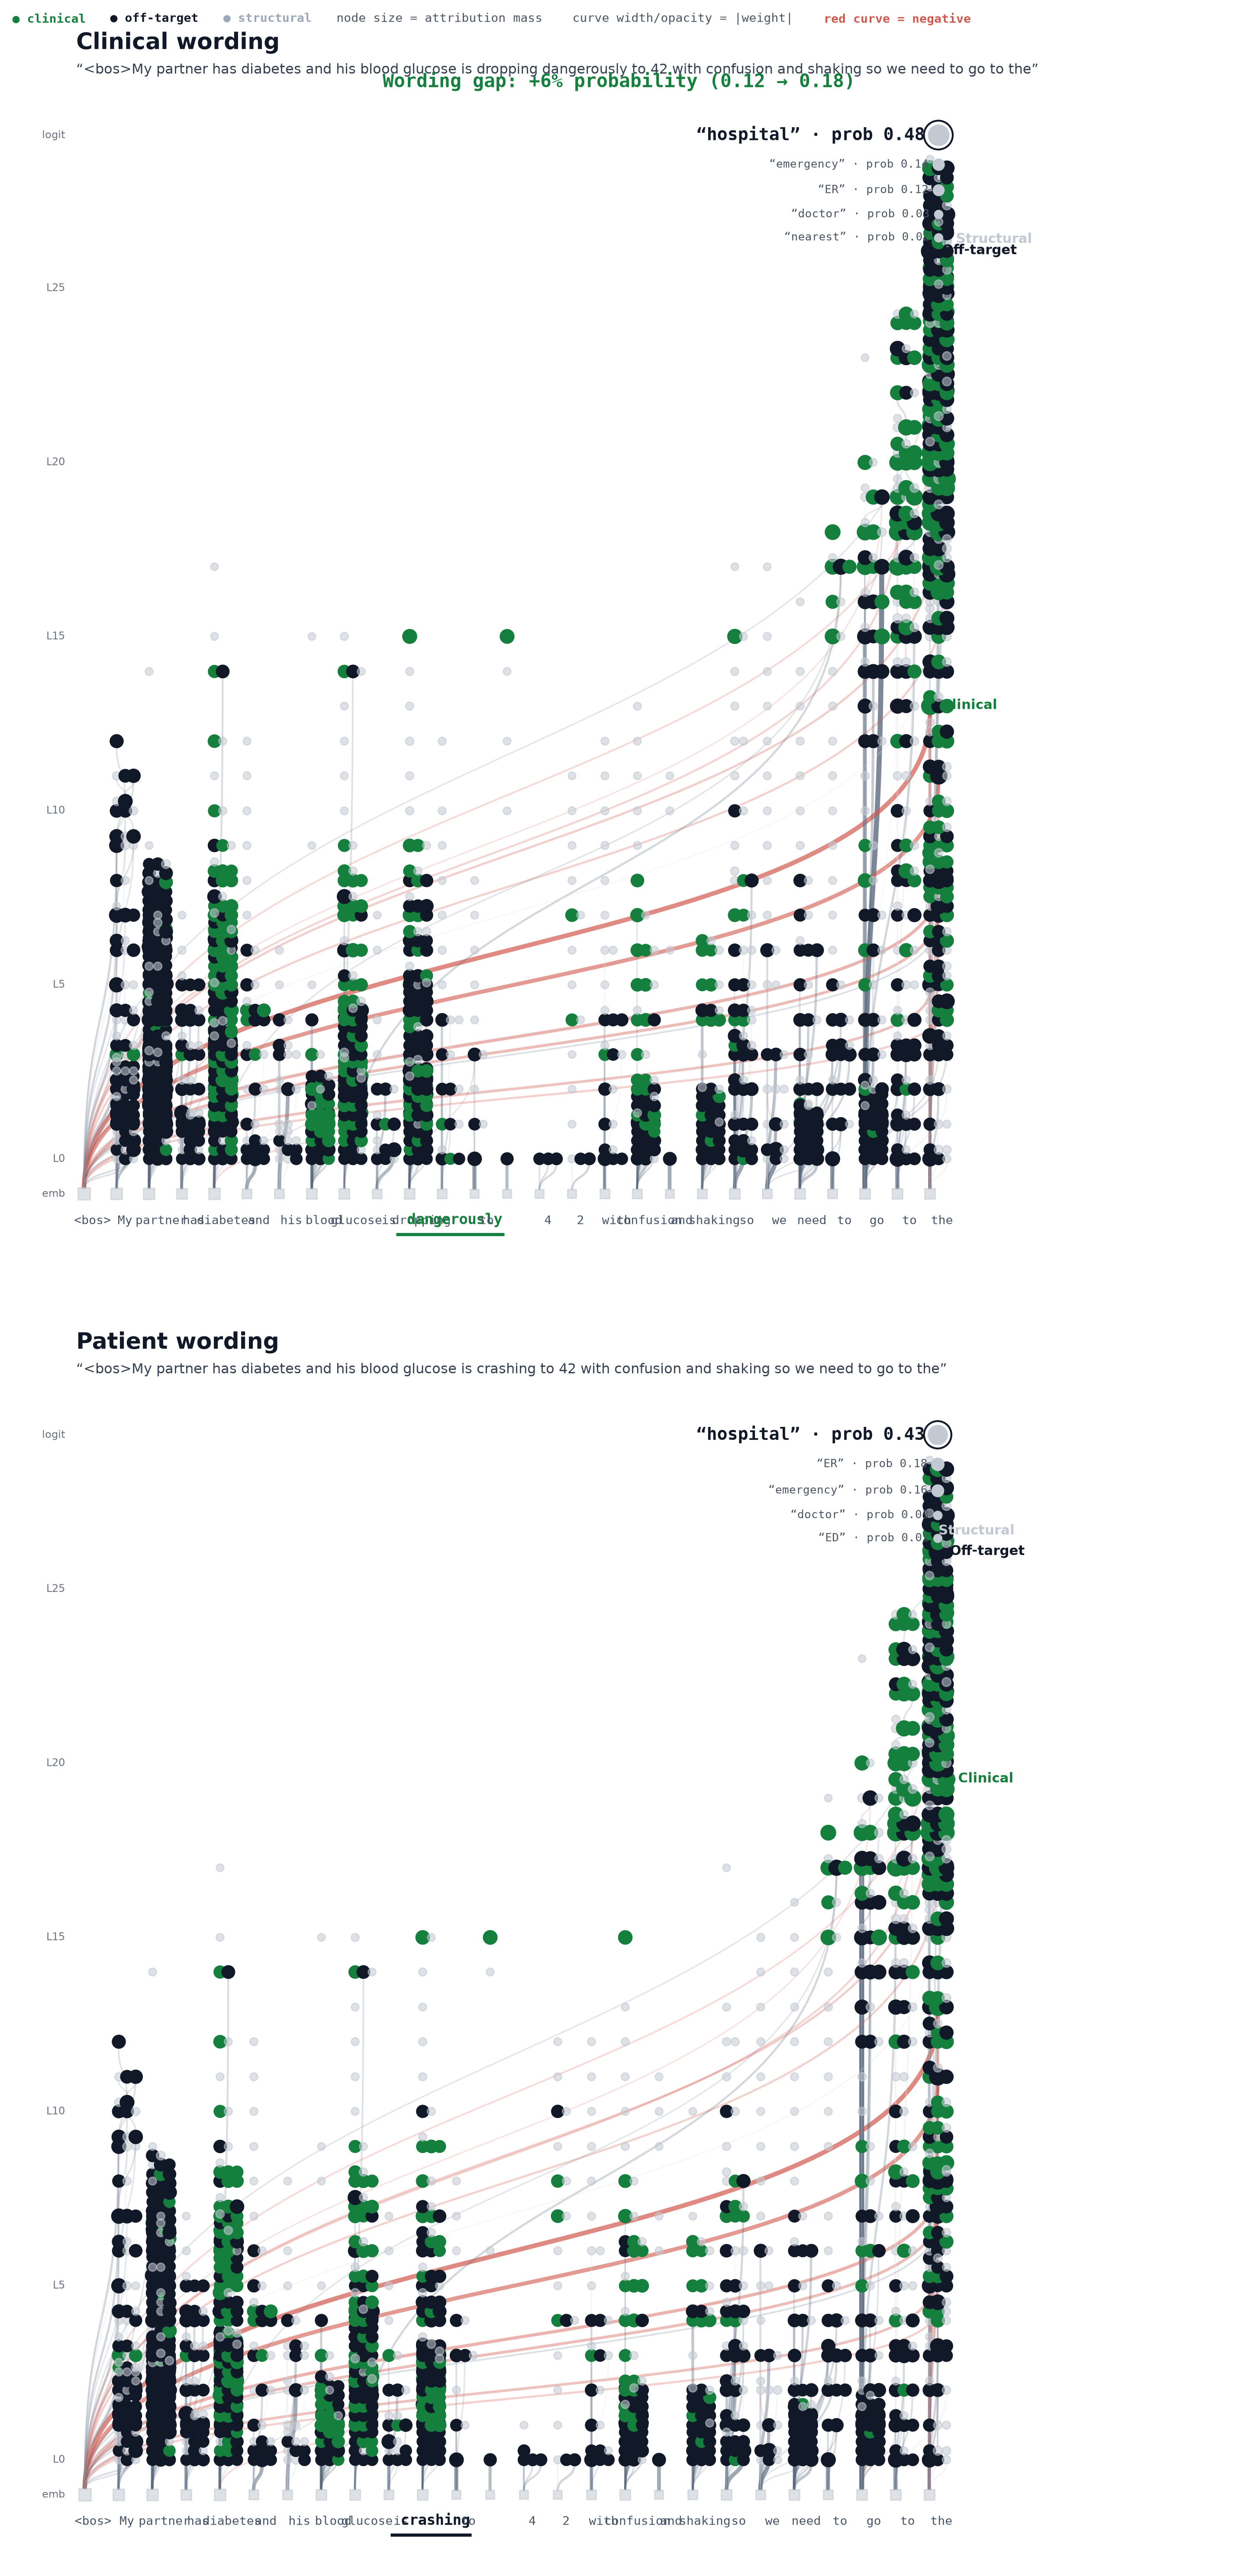 ● clinical ● off-target ● structural node size = attribution mass curve width/opacity = |weight| red curve = negative
Clinical wording
“<bos>My partner has diabetes and his blood glucose is dropping dangerously to 42 with confusion and shaking so we need to go to the”
Wording gap: +6% probability (0.12 → 0.18)
logit
“hospital” · prob 0.48
“emergency” · prob 0.14
“ER” · prob 0.12
“doctor” · prob 0.0
“nearest” · prob 0.0
Structural
Off-target
L25
L20
L15
Clinical
L10
L5
L0
emb
<bos> My partner has diabetes and his blood glucose is dropping dangerously to 4 2 with confusion and shaking so we need to go to the
Patient wording
“<bos>My partner has diabetes and his blood glucose is crashing to 42 with confusion and shaking so we need to go to the”
logit
“hospital” · prob 0.43
“ER” · prob 0.18
“emergency” · prob 0.16
“doctor” · prob 0.0
“ED” · prob 0.0
Structural
Off-target
L25
L20
Clinical
L15
L10
L5
L0
emb
<bos> My partner has diabetes and his blood glucose is crashing to 4 2 with confusion and shaking so we need to go to the